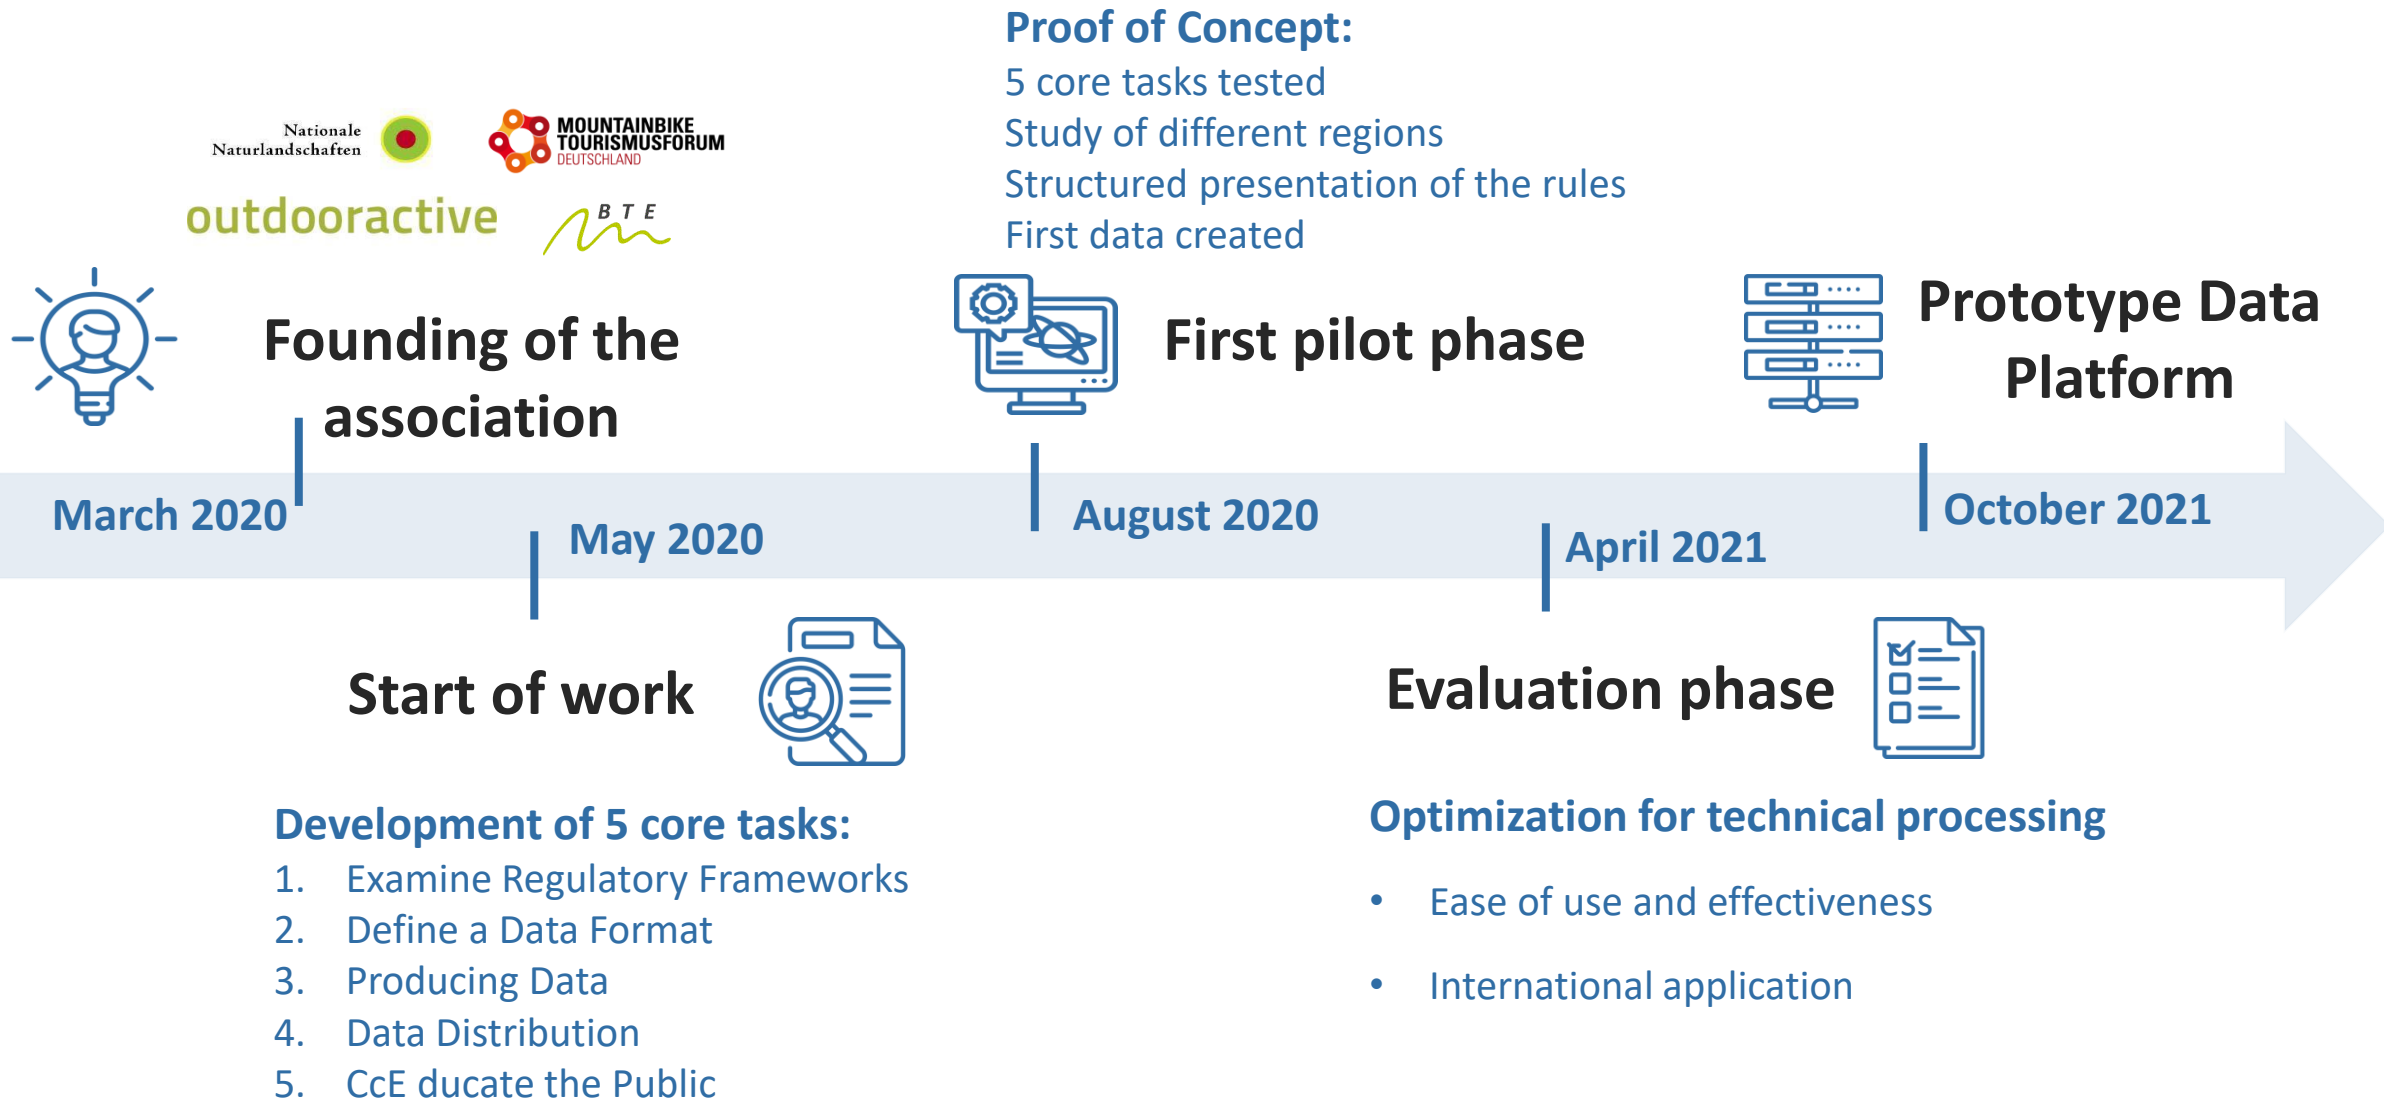 Proof of Concept:
5 core tasks tested
Study of different regions
Structured presentation of the rules
First data created
Nationale
Naturlandschaften
MOUNTAINBIKE
TOURISMUSFORUM
DEUTSCHLAND
outdooractive
BTE
Founding of the
association
First pilot phase
Prototype Data
Platform
March 2020
May 2020
August 2020
April 2021
October 2021
Start of work
Evaluation phase
Development of 5 core tasks:
1. Examine Regulatory Frameworks
2. Define a Data Format
3. Producing Data
4. Data Distribution
5. CcE ducate the Public
Optimization for technical processing
• Ease of use and effectiveness
• International application